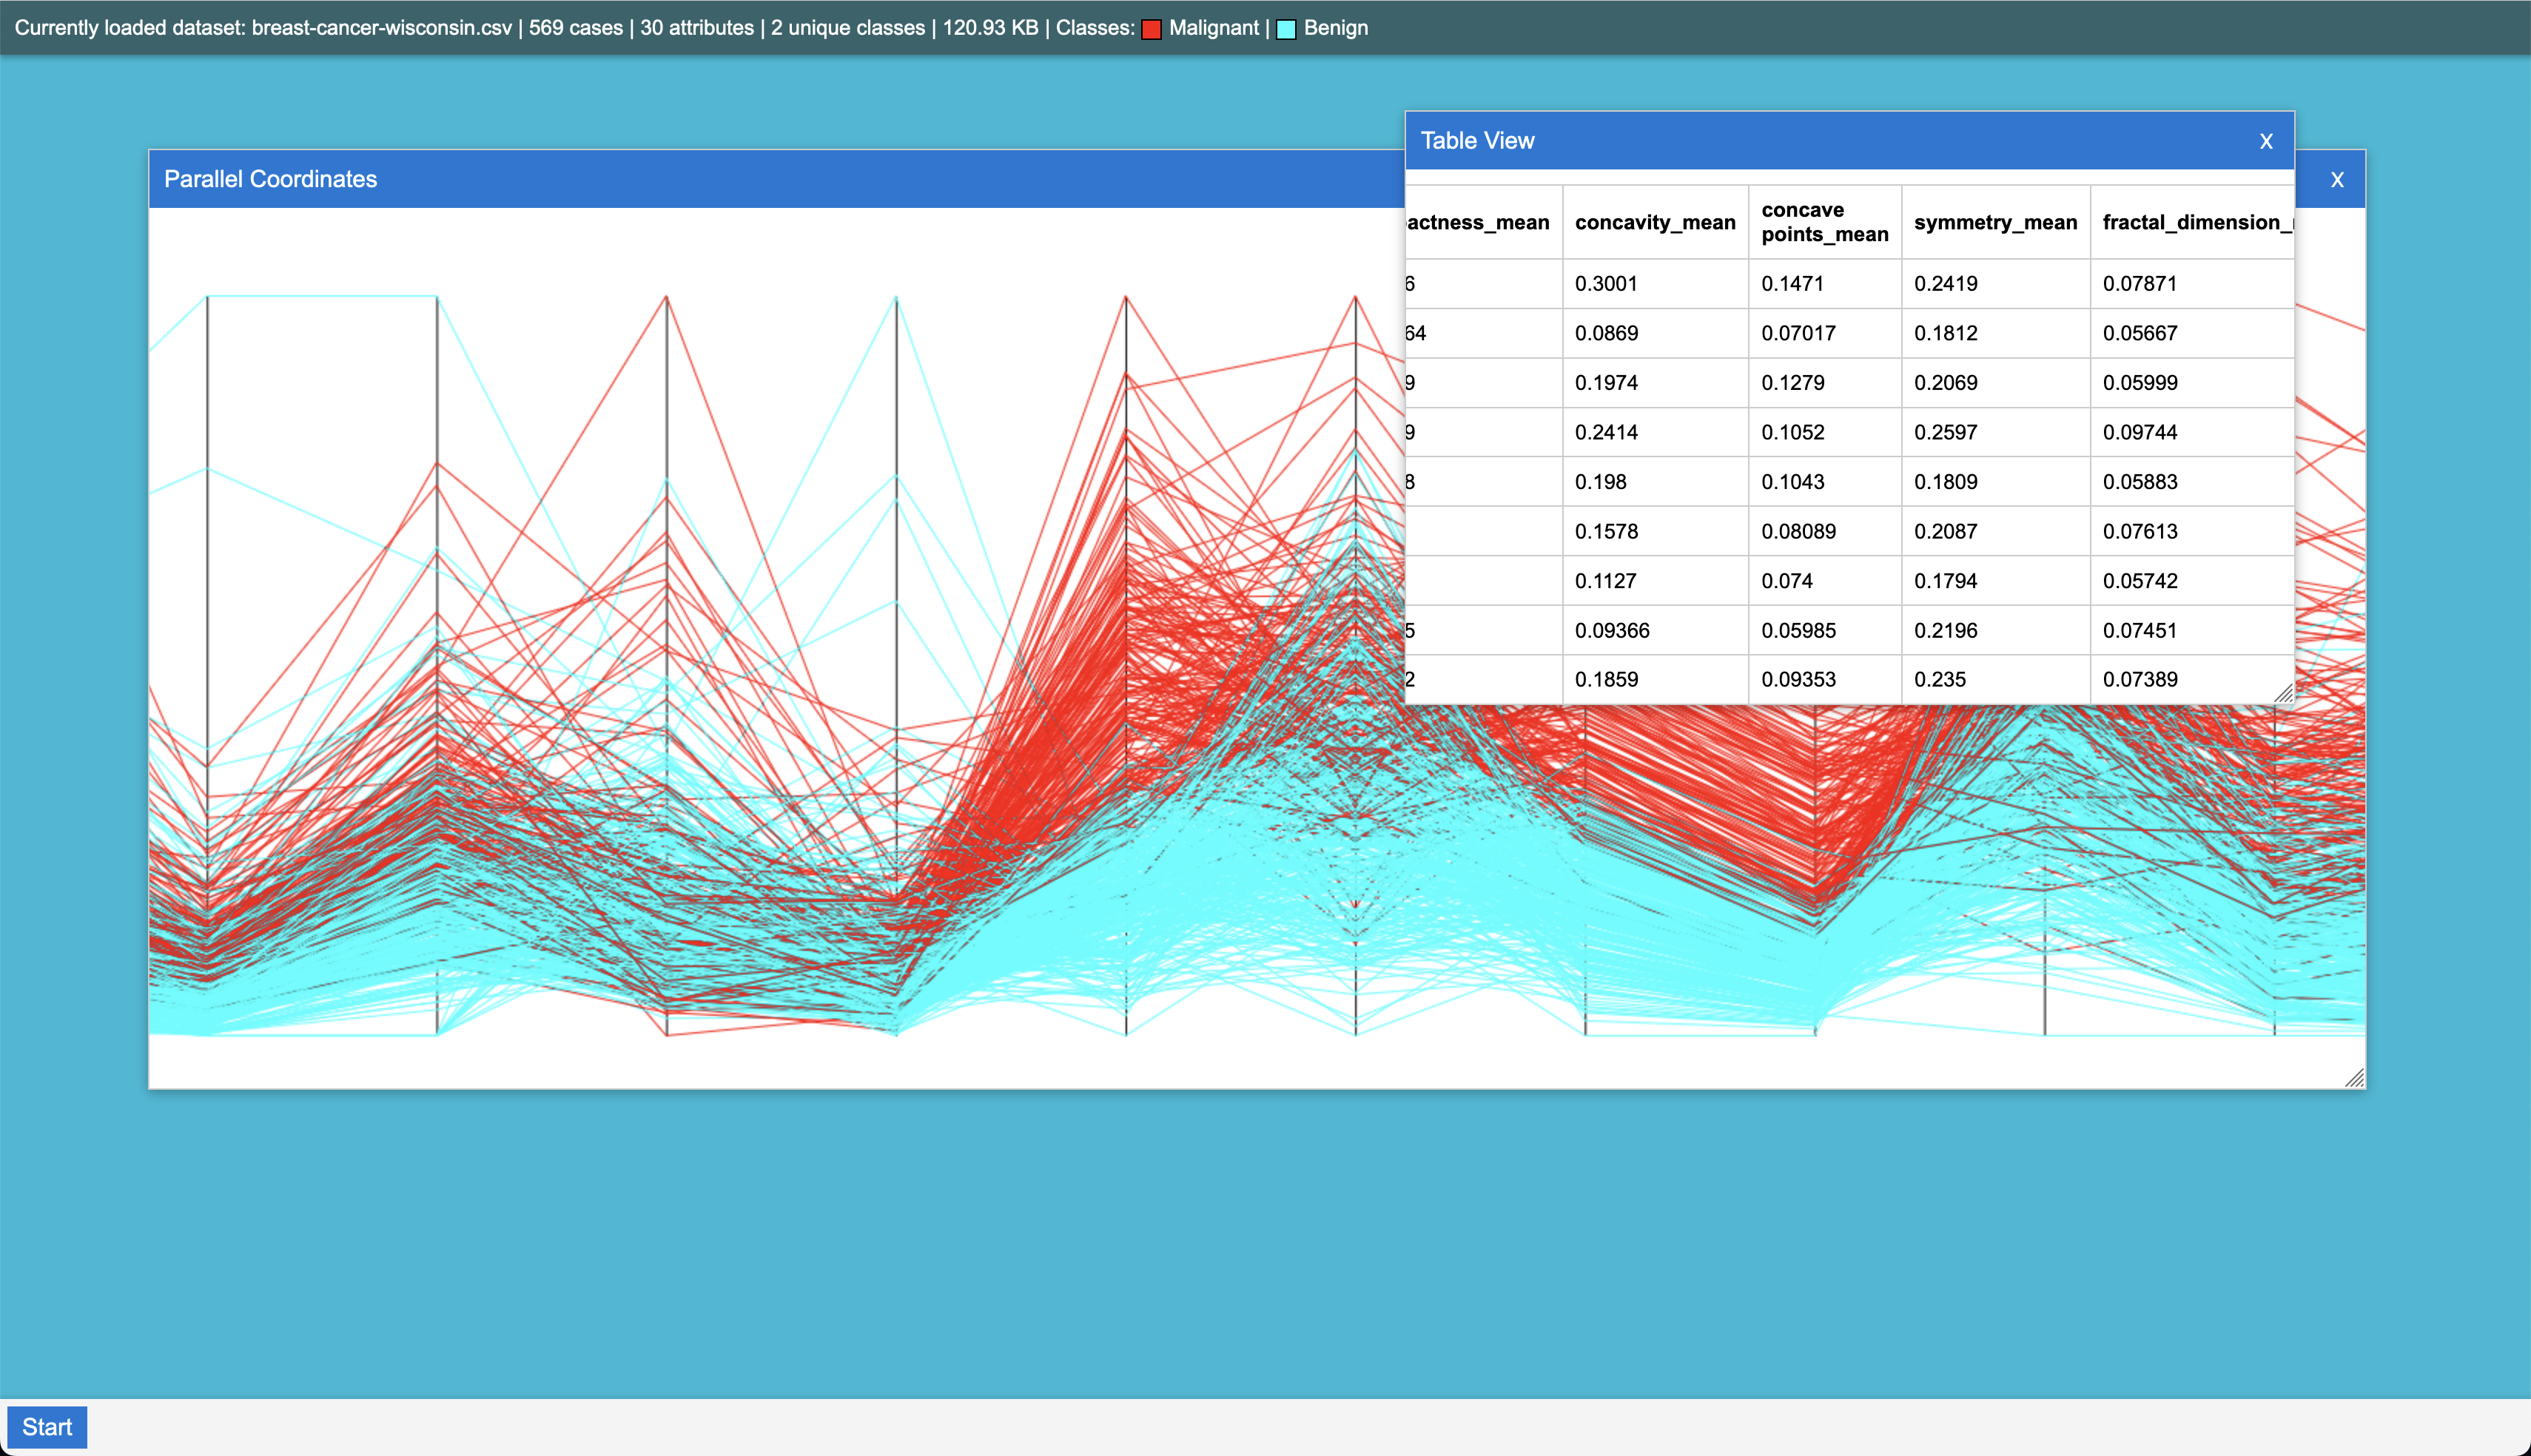 Currently loaded dataset: breast-cancer-wisconsin.csv | 569 cases | 30 attributes | 2 unique classes | 120.93 KB | Classes: Malignant | Benign
Table View x
Parallel Coordinates x
actness_mean concavity_mean concave points_mean symmetry_mean fractal_dimension_
6 0.3001 0.1471 0.2419 0.07871
64 0.0869 0.07017 0.1812 0.05667
9 0.1974 0.1279 0.2069 0.05999
9 0.2414 0.1052 0.2597 0.09744
8 0.198 0.1043 0.1809 0.05883
0.1578 0.08089 0.2087 0.07613
0.1127 0.074 0.1794 0.05742
5 0.09366 0.05985 0.2196 0.07451
2 0.1859 0.09353 0.235 0.07389
Start